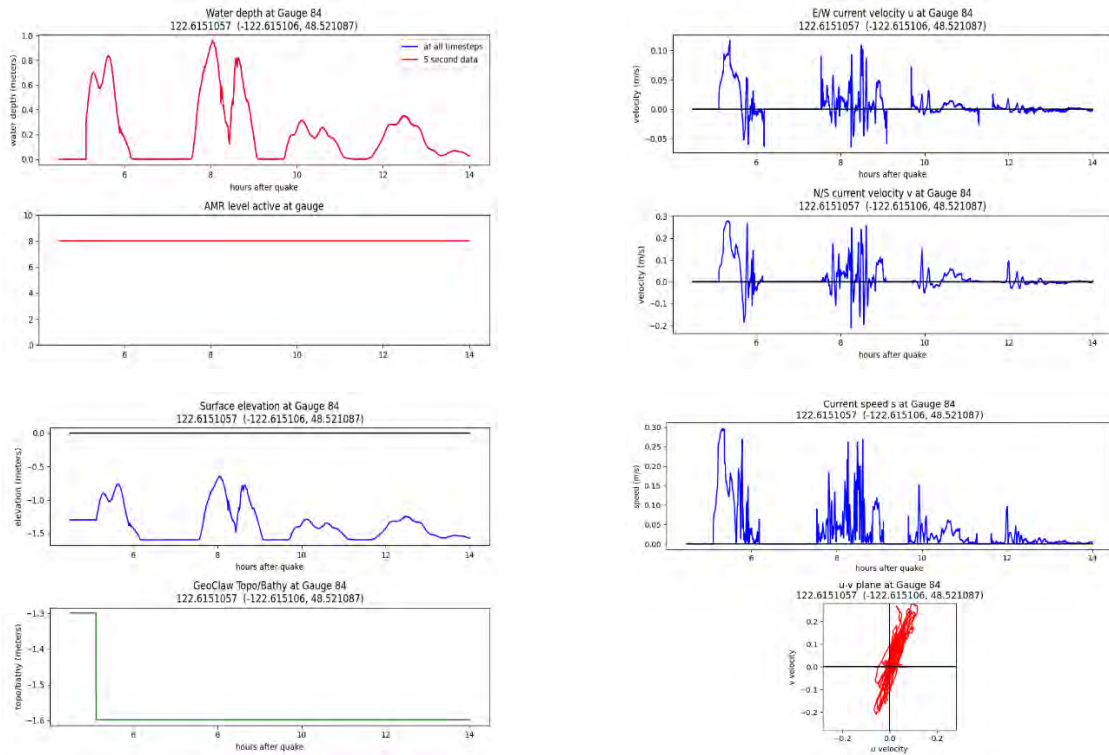 Water depth at Gauge 84
122.6151057 (-122.615106, 48.521087)
water depth (meters)
1.0
0.8
0.6
0.4
0.2
0.0
at all timesteps
5 second data
6 8 10 12 14
hours after quake
AMR level active at gauge
10
8
6
4
2
0
6 8 10 12 14
hours after quake
Surface elevation at Gauge 84
122.6151057 (-122.615106, 48.521087)
elevation (meters)
0.0
−0.5
−1.0
−1.5
6 8 10 12 14
hours after quake
GeoClaw Topo/Bathy at Gauge 84
122.6151057 (-122.615106, 48.521087)
topo/bathy (meters)
−1.3
−1.4
−1.5
−1.6
6 8 10 12 14
hours after quake
E/W current velocity u at Gauge 84
122.6151057 (-122.615106, 48.521087)
velocity (m/s)
0.10
0.05
0.00
−0.05
6 8 10 12 14
hours after quake
N/S current velocity v at Gauge 84
122.6151057 (-122.615106, 48.521087)
velocity (m/s)
0.3
0.2
0.1
0.0
−0.1
−0.2
6 8 10 12 14
hours after quake
Current speed s at Gauge 84
122.6151057 (-122.615106, 48.521087)
speed (m/s)
0.30
0.25
0.20
0.15
0.10
0.05
0.00
6 8 10 12 14
hours after quake
u-v plane at Gauge 84
122.6151057 (-122.615106, 48.521087)
v velocity
0.2
0.1
0.0
−0.1
−0.2
−0.2 0.0 0.2
u velocity